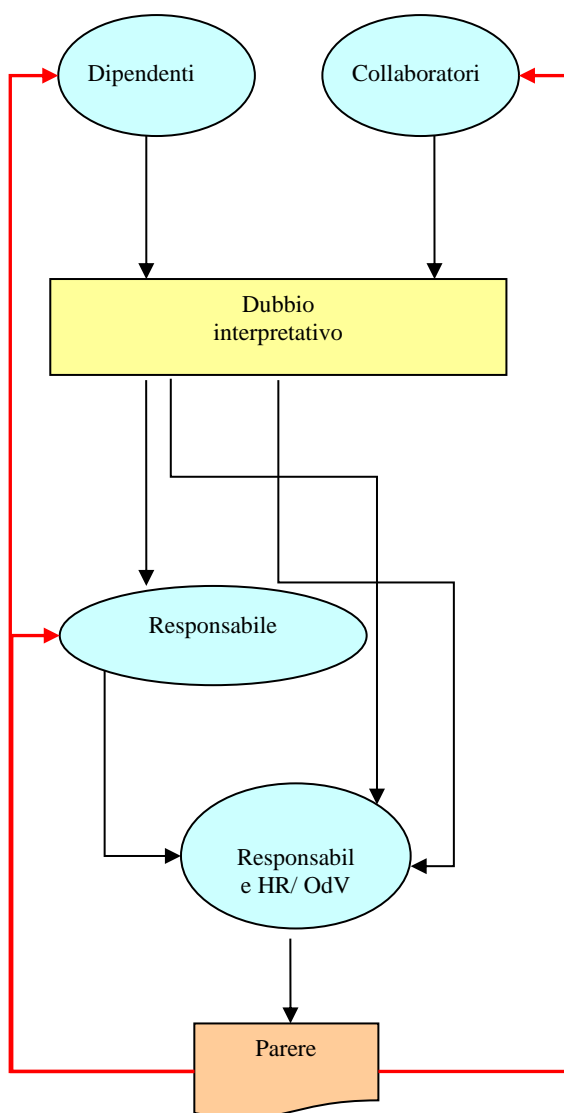 Dipendenti
Collaboratori
Dubbio
interpretativo
Responsabile
Responsabil
e HR/ OdV
Parere